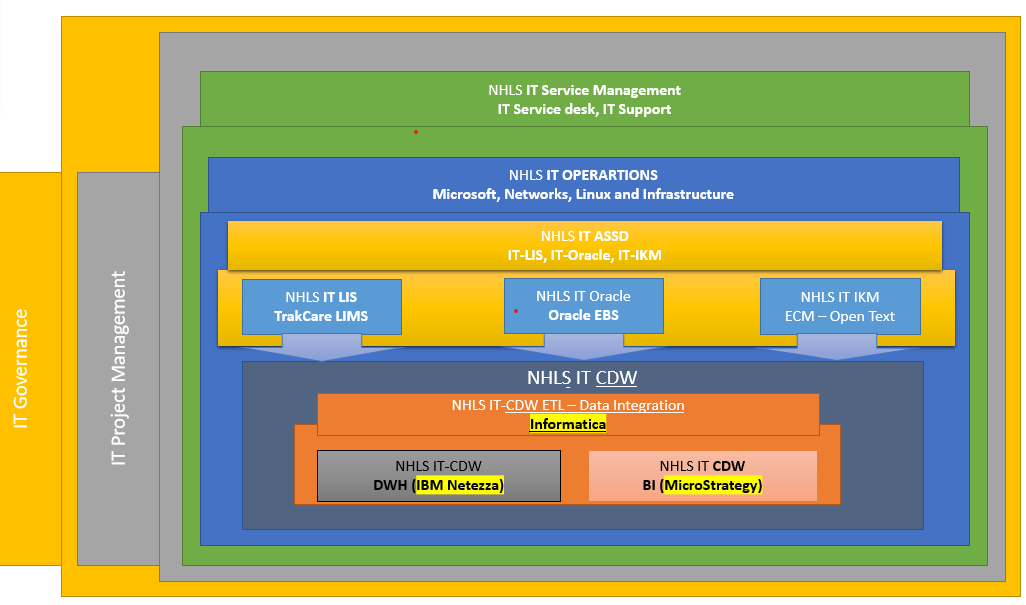 NHLS IT Service Management
IT Service desk, IT Support
NHLS IT OPERARTIONS
Microsoft, Networks, Linux and Infrastructure
NHLS IT ASSD
IT-LIS, IT-Oracle, IT-IKM
NHLS IT LIS
TrakCare LIMS
NHLS IT Oracle
Oracle EBS
NHLS IT IKM
ECM – Open Text
NHLS IT CDW
NHLS IT-CDW ETL – Data Integration
Informatica
NHLS IT-CDW
DWH (IBM Netezza)
NHLS IT CDW
BI (MicroStrategy)
IT Governance
IT Project Management